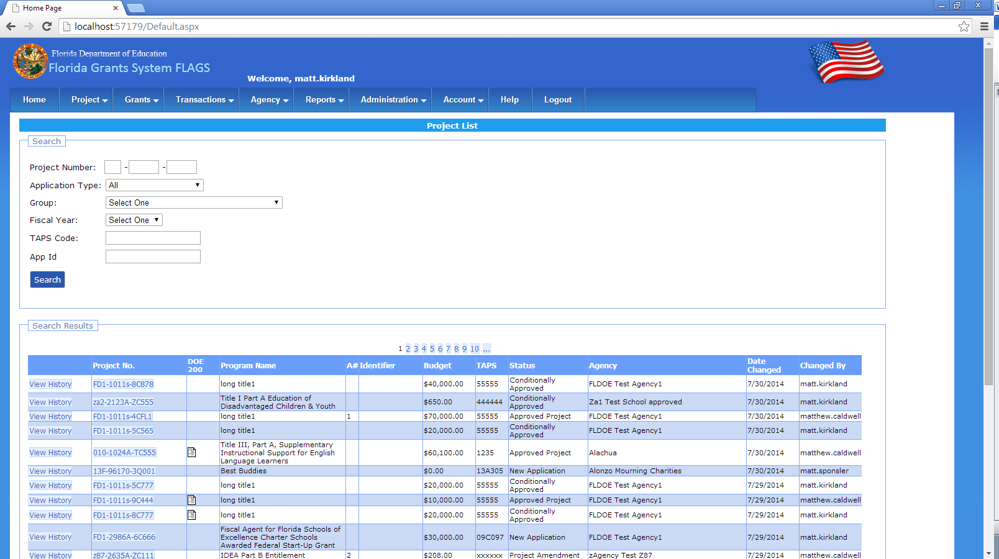 Home Page
localhost:57179/Default.aspx
Florida Department of Education
Florida Grants System FLAGS
Welcome, matt.kirkland
Home Project Grants Transactions Agency Reports Administration Account Help Logout
Project List
Search
Project Number: - -
Application Type: All
Group: Select One
Fiscal Year: Select One
TAPS Code:
App Id
Search
Search Results
1 2 3 4 5 6 7 8 9 10 ...
Project No. DOE 200 Program Name A# Identifier Budget TAPS Status Agency Date Changed Changed By
View History FD1-1011s-8C878 long title1 $40,000.00 55555 Conditionally Approved FLDOE Test Agency1 7/30/2014 matt.kirkland
View History za2-2123A-ZC555 Title I Part A Education of Disadvantaged Children & Youth $650.00 444444 Conditionally Approved Za1 Test School approved 7/30/2014 matt.kirkland
View History FD1-1011s-4CFL1 long title1 1 $70,000.00 55555 Approved Project FLDOE Test Agency1 7/30/2014 matthew.caldwell
View History FD1-1011s-5C565 long title1 $20,000.00 55555 Conditionally Approved FLDOE Test Agency1 7/30/2014 matt.kirkland
View History 010-1024A-TC555 Title III, Part A, Supplementary Instructional Support for English Language Learners $60,100.00 1235 Approved Project Alachua 7/30/2014 matthew.caldwell
View History 13F-96170-3Q001 Best Buddies $0.00 13A305 New Application Alonzo Mourning Charities 7/30/2014 matt.sponsler
View History FD1-1011s-5C777 long title1 $20,000.00 55555 Conditionally Approved FLDOE Test Agency1 7/29/2014 matt.kirkland
View History FD1-1011s-9C444 long title1 $10,000.00 55555 Approved Project FLDOE Test Agency1 7/29/2014 matthew.caldwell
View History FD1-1011s-8C777 long title1 $20,000.00 55555 Conditionally Approved FLDOE Test Agency1 7/29/2014 matt.kirkland
View History FD1-2986A-6C666 Fiscal Agent for Florida Schools of Excellence Charter Schools Awarded Federal Start-Up Grant $30,000.00 09C097 New Application FLDOE Test Agency1 7/29/2014 matt.kirkland
View History z87-2635A-ZC111 IDEA Part B Entitlement 2 $208.00 xxxxxx Project Amendment zAgency Test Z87 7/29/2014 matthew.caldwell